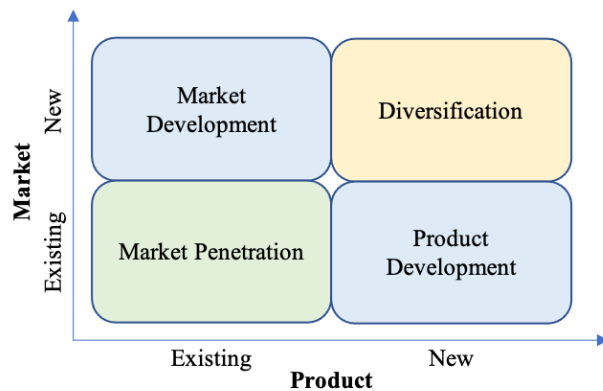 Market
New
Existing
Market
Development
Diversification
Market Penetration
Product
Development
Existing
New
Product